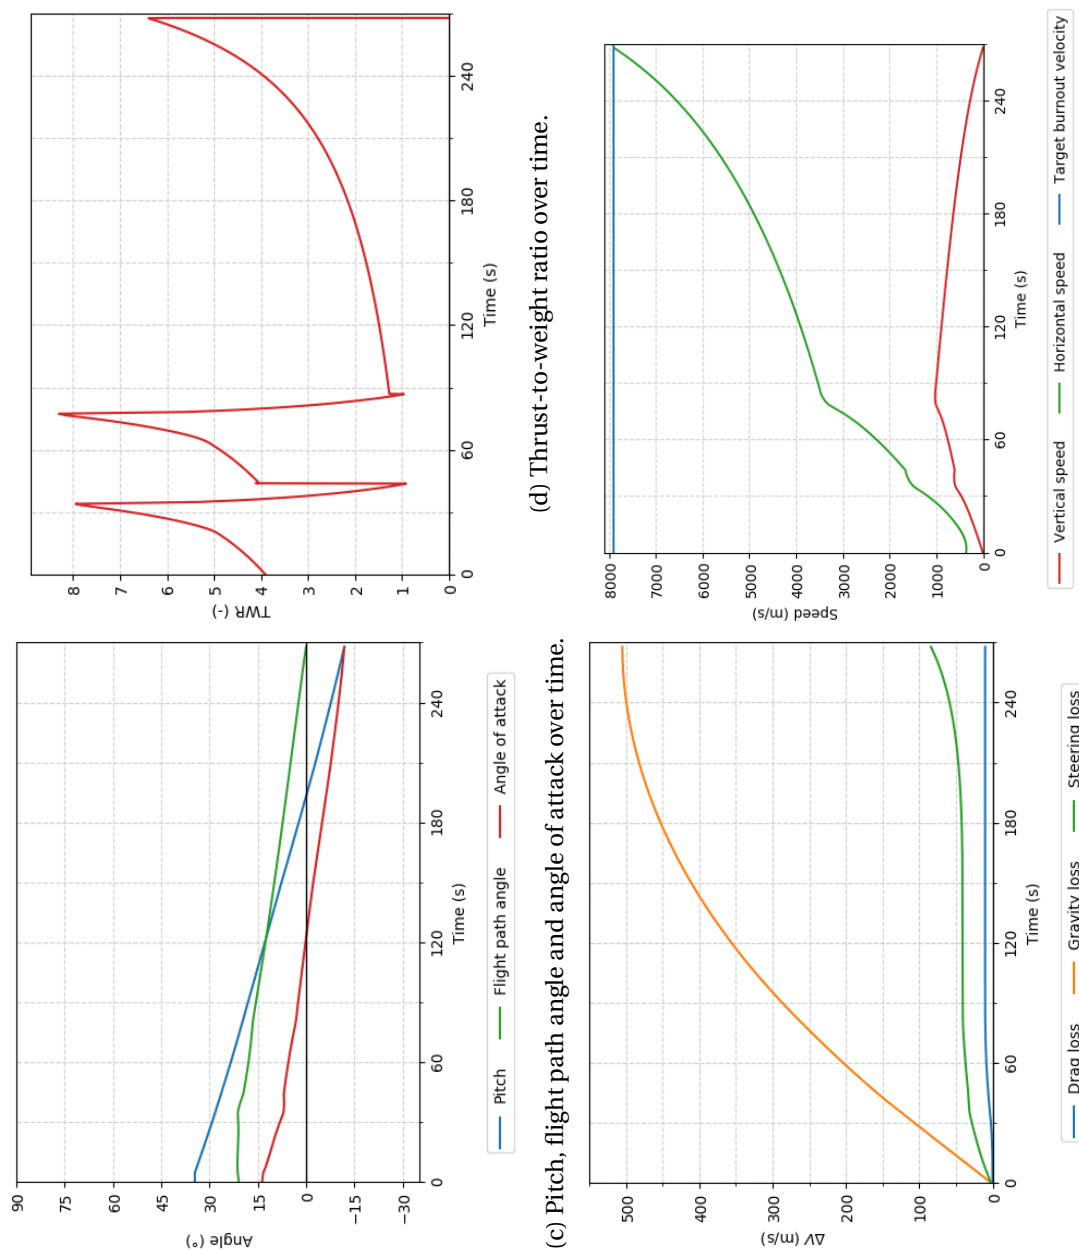 90
75
60
45
30
15
0
−15
−30
Angle (°)
0
60
120
180
240
Time (s)
Pitch
Flight path angle
Angle of attack
(c) Pitch, flight path angle and angle of attack over time.
8
7
6
5
4
3
2
1
0
TWR (-)
0
60
120
180
240
Time (s)
(d) Thrust-to-weight ratio over time.
500
400
300
200
100
0
ΔV (m/s)
0
60
120
180
240
Time (s)
Drag loss
Gravity loss
Steering loss
8000
7000
6000
5000
4000
3000
2000
1000
0
Speed (m/s)
0
60
120
180
240
Time (s)
Vertical speed
Horizontal speed
Target burnout velocity